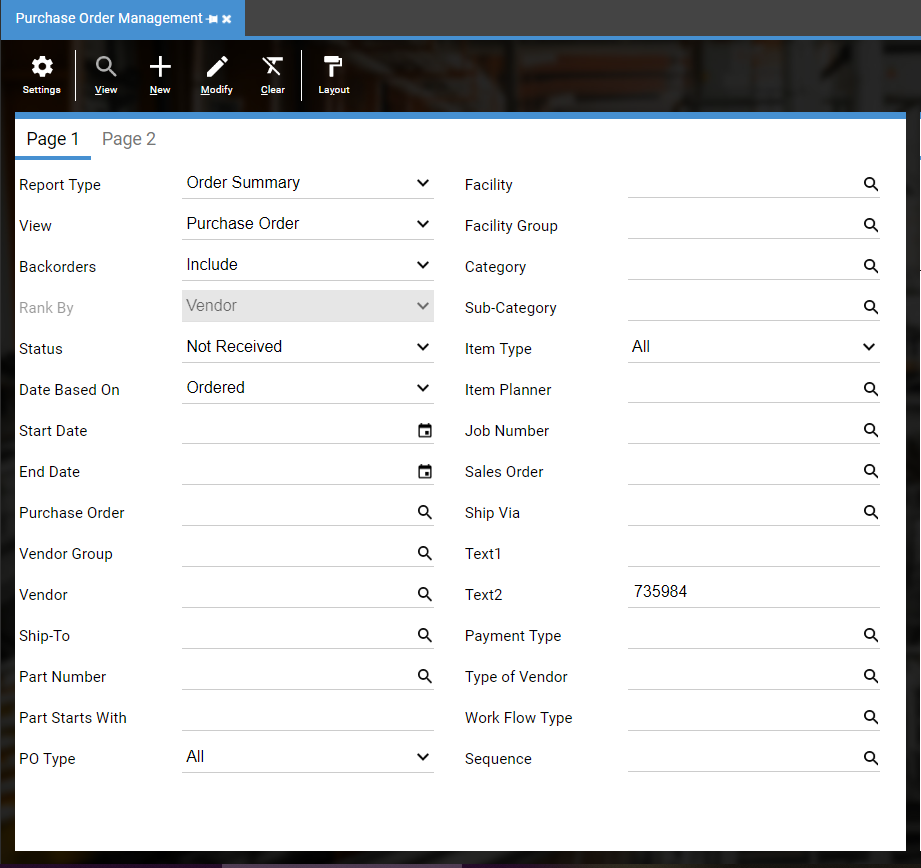 Purchase Order Management
Settings
View
New
Modify
Clear
Layout
Page 1 Page 2
Report Type Order Summary
View Purchase Order
Backorders Include
Rank By Vendor
Status Not Received
Date Based On Ordered
Start Date
End Date
Purchase Order
Vendor Group
Vendor
Ship-To
Part Number
Part Starts With
PO Type All
Facility
Facility Group
Category
Sub-Category
Item Type All
Item Planner
Job Number
Sales Order
Ship Via
Text1
Text2 735984
Payment Type
Type of Vendor
Work Flow Type
Sequence